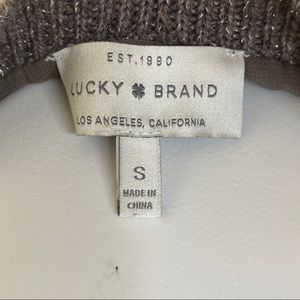 EST. 1990
LUCKY BRAND
LOS ANGELES, CALIFORNIA
S
MADE IN
CHINA